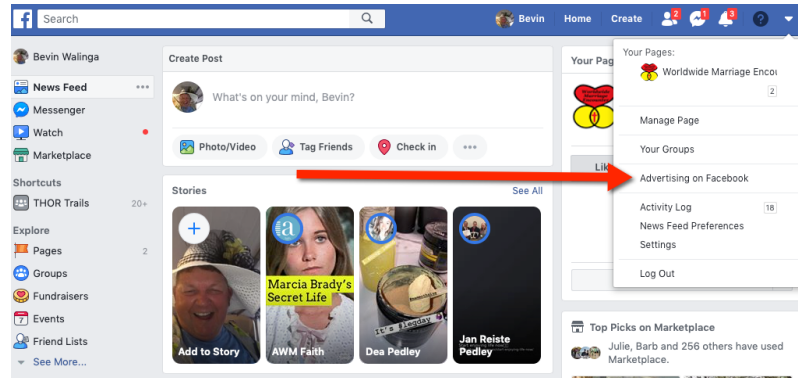 f
Search
Bevin
Home
Create
2
1
3
?
Bevin Walinga
News Feed
Messenger
Watch
Marketplace
Shortcuts
THOR Trails
20+
Explore
Pages
2
Groups
Fundraisers
7
Events
Friend Lists
See More...
Create Post
What's on your mind, Bevin?
Photo/Video
Tag Friends
Check in
Stories
See All
Add to Story
a
Marcia Brady's
Secret Life
AWM Faith
It's #legday
Dea Pedley
Jan Reiste
Pedley
Your Pag
Lik
Your Pages:
Worldwide Marriage Encou
2
Manage Page
Your Groups
Advertising on Facebook
Activity Log
18
News Feed Preferences
Settings
Log Out
Top Picks on Marketplace
Julie, Barb and 256 others have used
Marketplace.